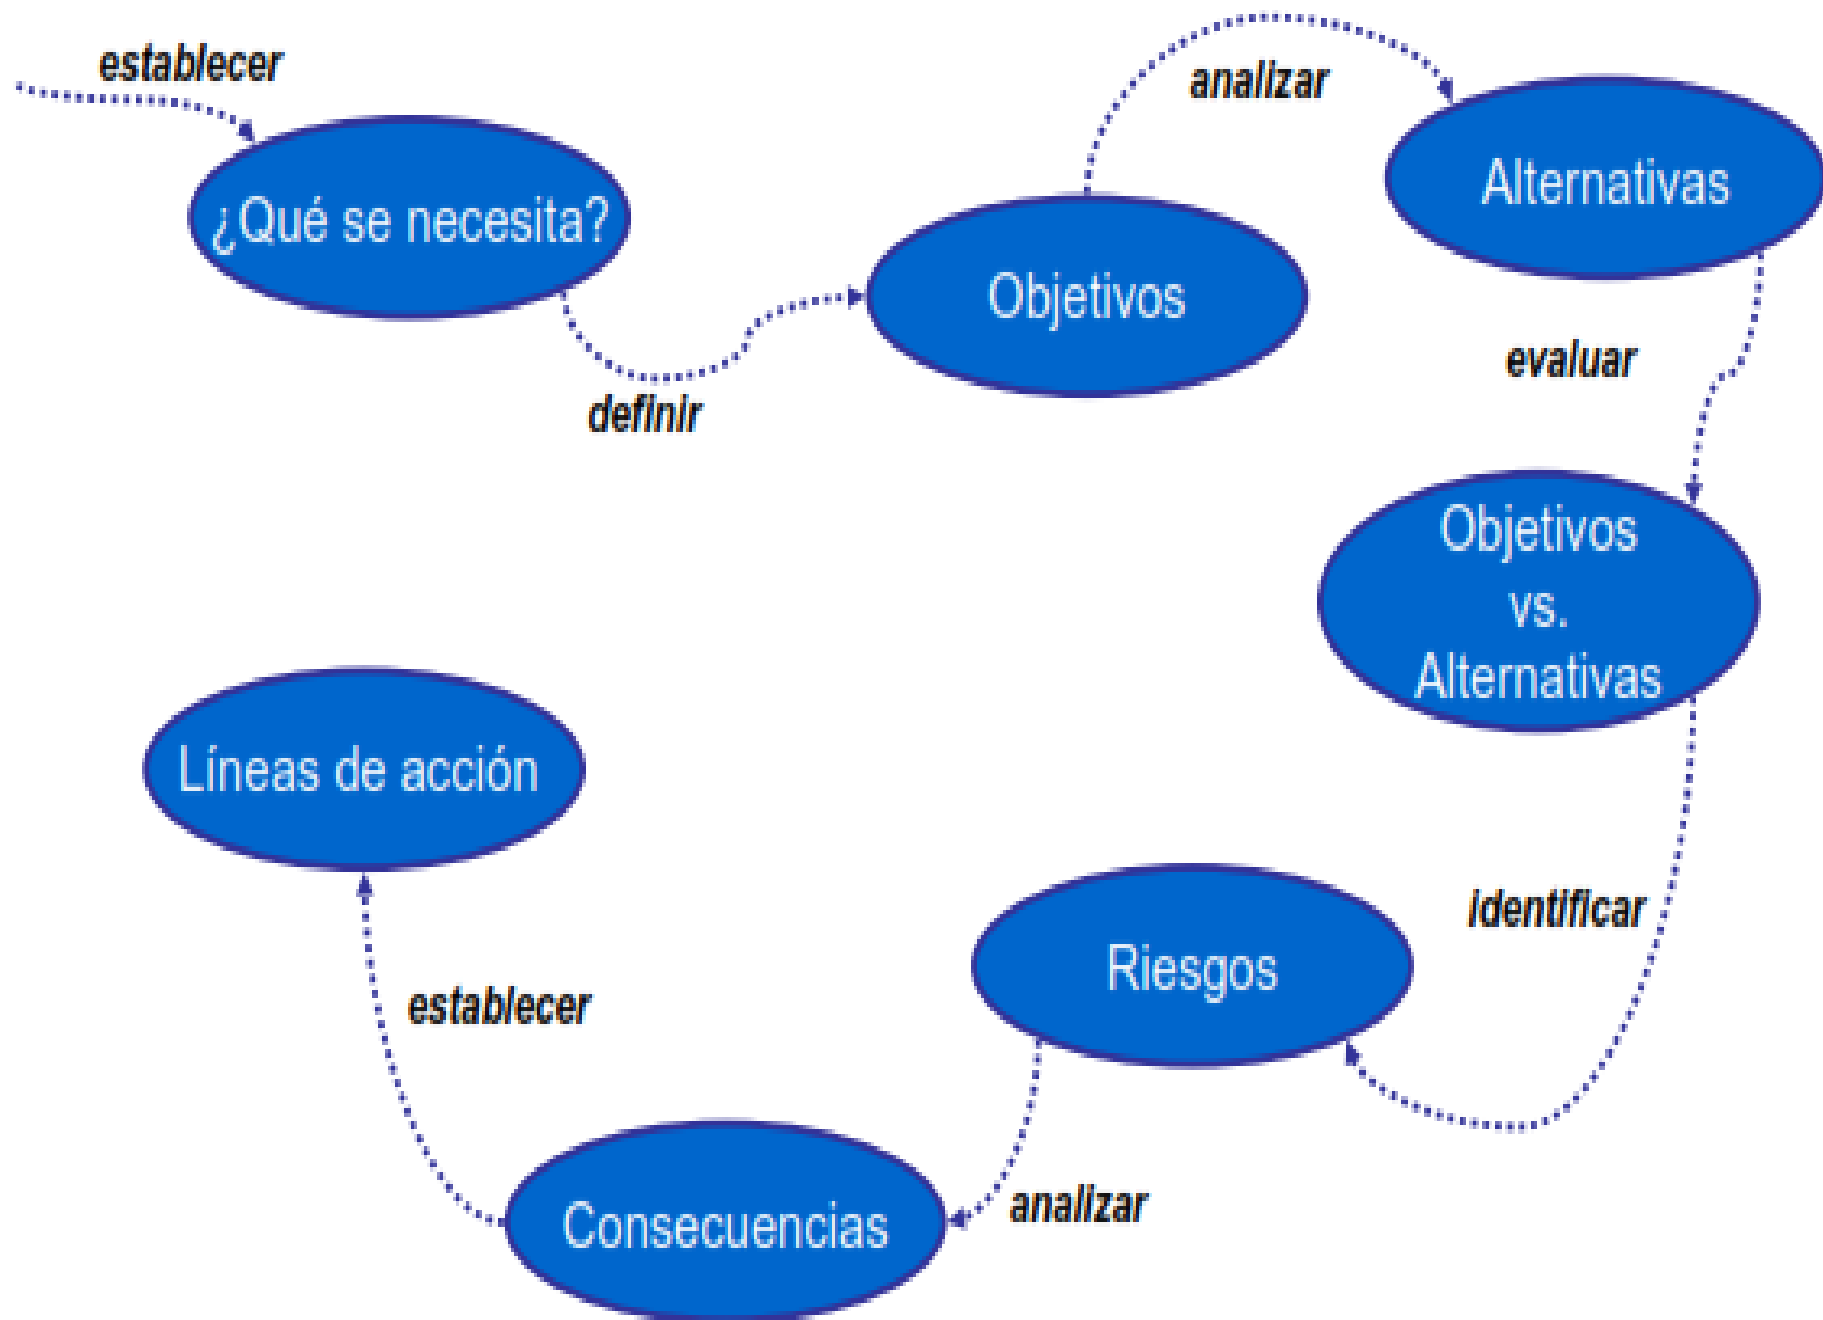 establecer
¿Qué se necesita?
definir
Objetivos
analizar
Alternativas
evaluar
Objetivos
vs.
Alternativas
identificar
Riesgos
analizar
Consecuencias
establecer
Líneas de acción